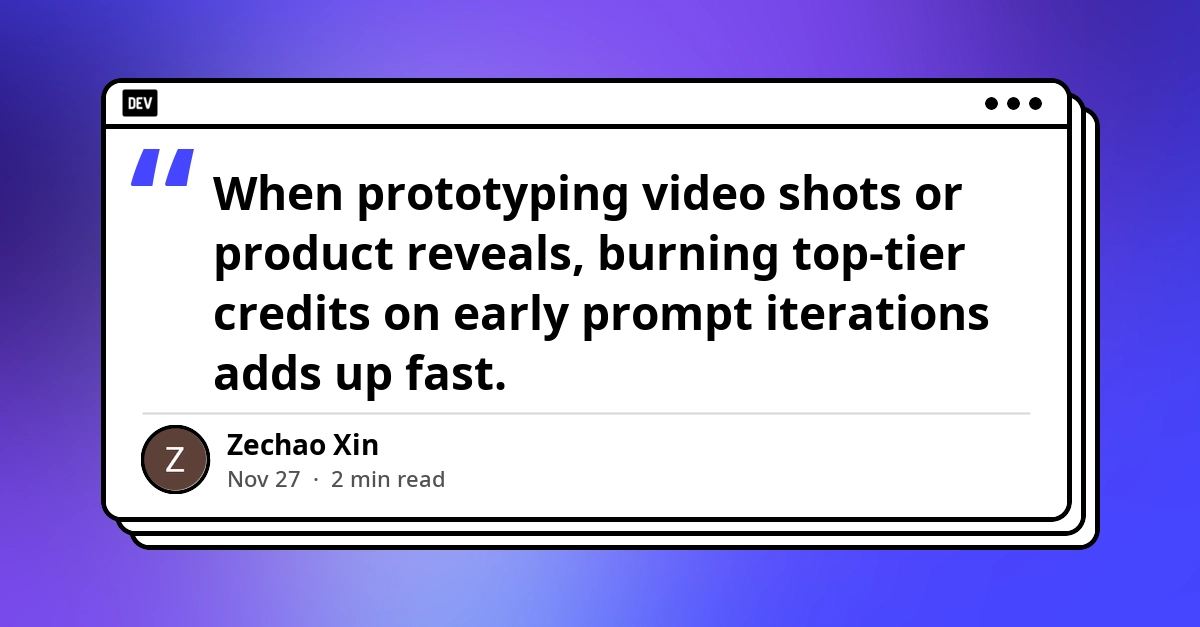 DEV
“
When prototyping video shots or
product reveals, burning top-tier
credits on early prompt iterations
adds up fast.
Z
Zechao Xin
Nov 27 · 2 min read